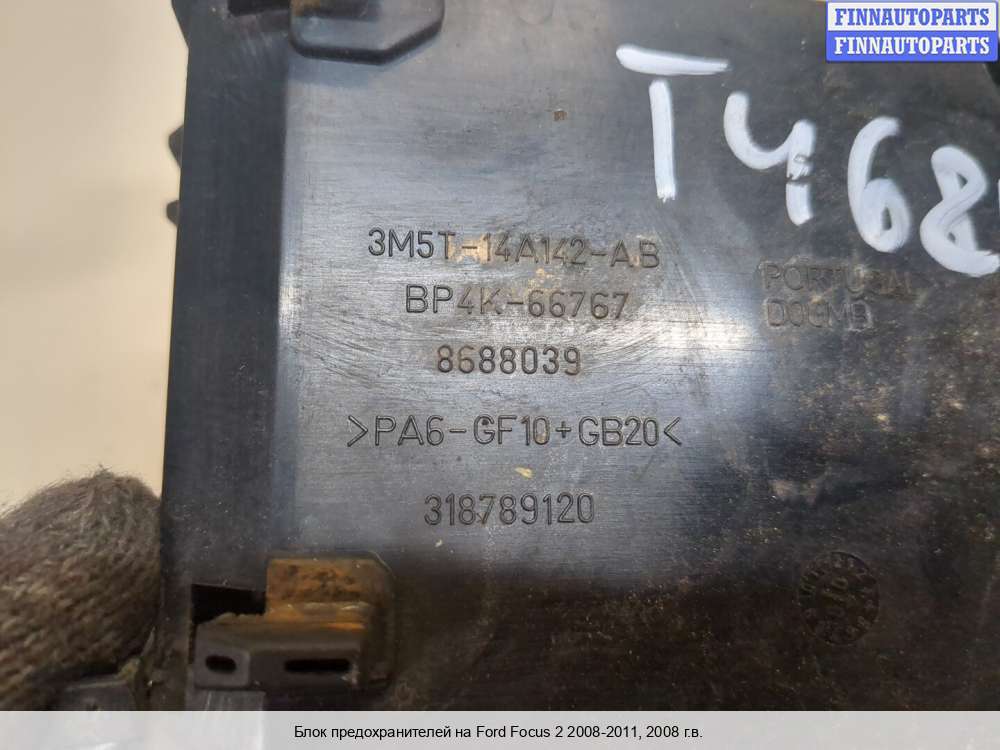 FINNAUTOPARTS
FINNAUTOPARTS
T468
3M5T-14A142-AB
BP4K-66767
PORTUGAL
8688039
>PA6-GF10+GB20<
318789120
Блок предохранителей на Ford Focus 2 2008-2011, 2008 г.в.